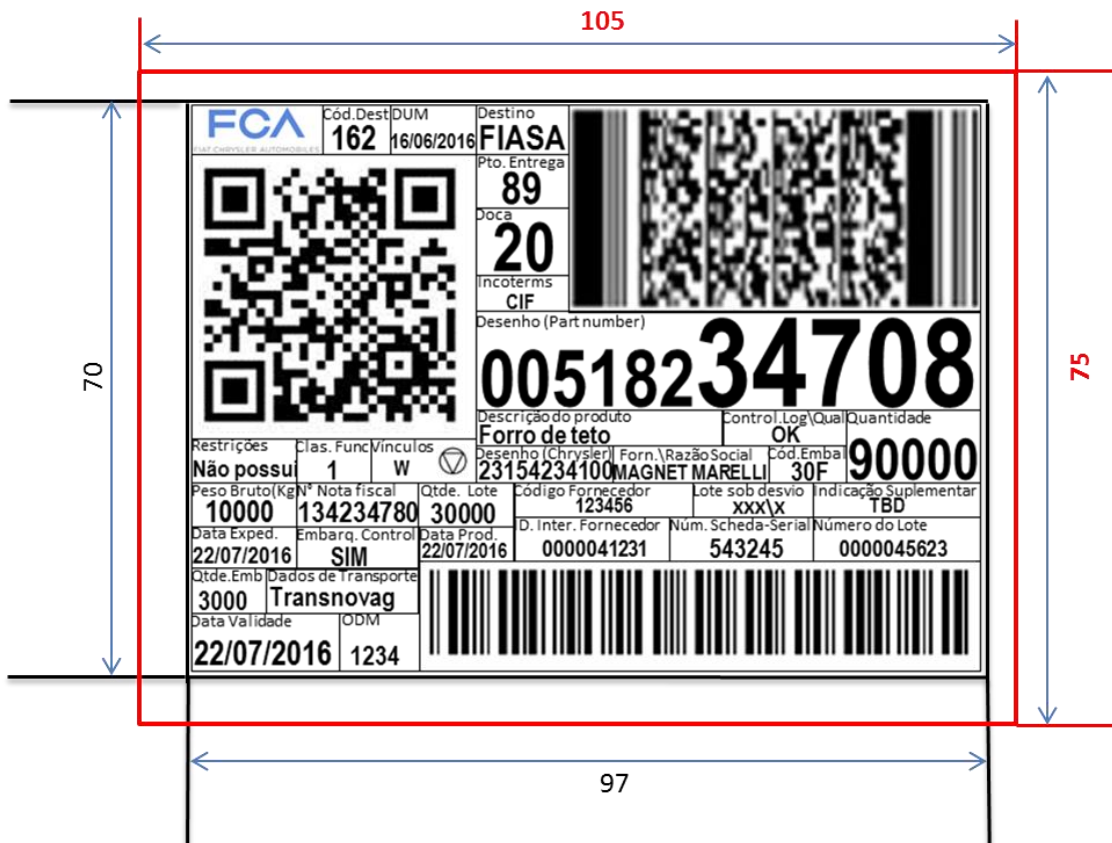 105
FCA
FIAT CHRYSLER AUTOMOBILES
Cód.Dest
162
DUM
16/06/2016
Destino
FIASA
Pto. Entrega
89
Doca
20
Incoterms
CIF
Desenho (Part number)
00518234708
Descrição do produto
Forro de teto
Control.Log\Qual
OK
Quantidade
90000
Restrições
Não possui
Clas. Func
1
Vínculos
W
Desenho (Chrysler)
23154234100
Forn.\Razão Social
MAGNET MARELLI
Cód.Embal
30F
Peso Bruto(Kg
10000
N° Nota fiscal
134234780
Qtde. Lote
30000
Código Fornecedor
123456
Lote sob desvio
xxx\x
Indicação Suplementar
TBD
Data Exped.
22/07/2016
Embarq. Control
SIM
Data Prod.
22/07/2016
D. Inter. Fornecedor
0000041231
Núm. Scheda-Serial
543245
Número do Lote
0000045623
Qtde.Emb
3000
Dados de Transporte
Transnovag
Data Validade
22/07/2016
ODM
1234
70
75
97